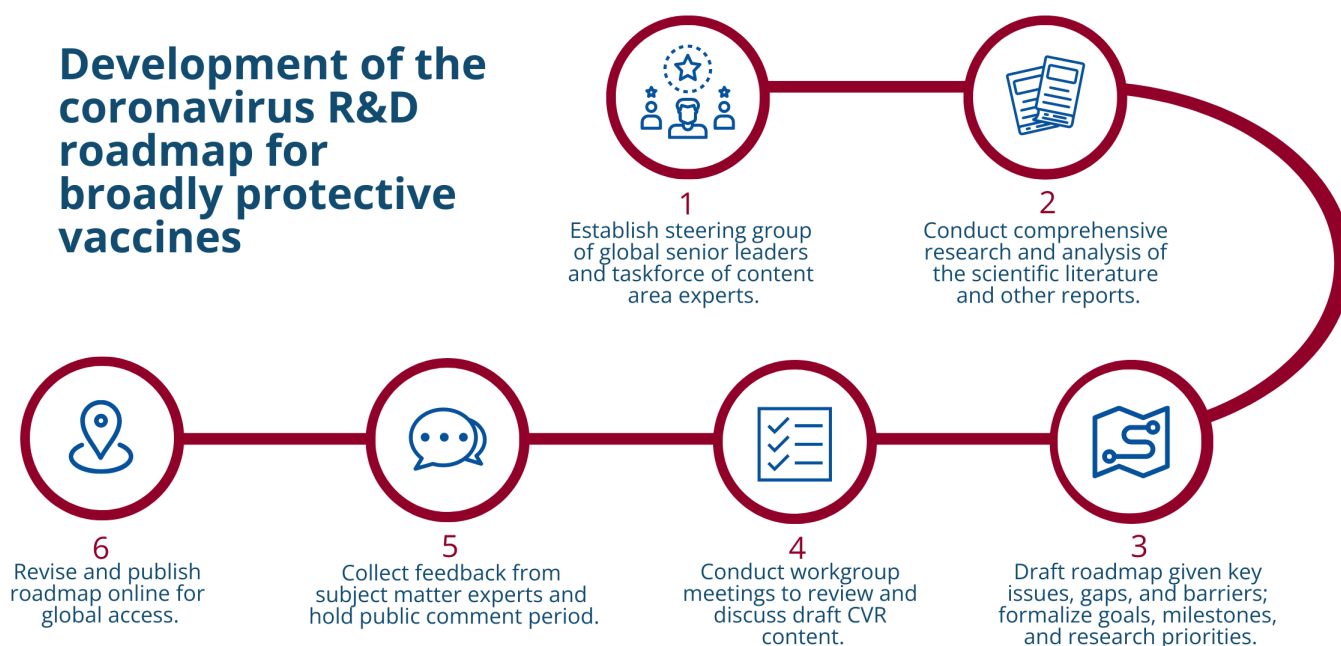 Development of the
coronavirus R&D
roadmap for
broadly protective
vaccines
1
Establish steering group
of global senior leaders
and taskforce of content
area experts.
2
Conduct comprehensive
research and analysis of
the scientific literature
and other reports.
3
Draft roadmap given key
issues, gaps, and barriers;
formalize goals, milestones,
and research priorities.
4
Conduct workgroup
meetings to review and
discuss draft CVR
content.
5
Collect feedback from
subject matter experts and
hold public comment period.
6
Revise and publish
roadmap online for
global access.